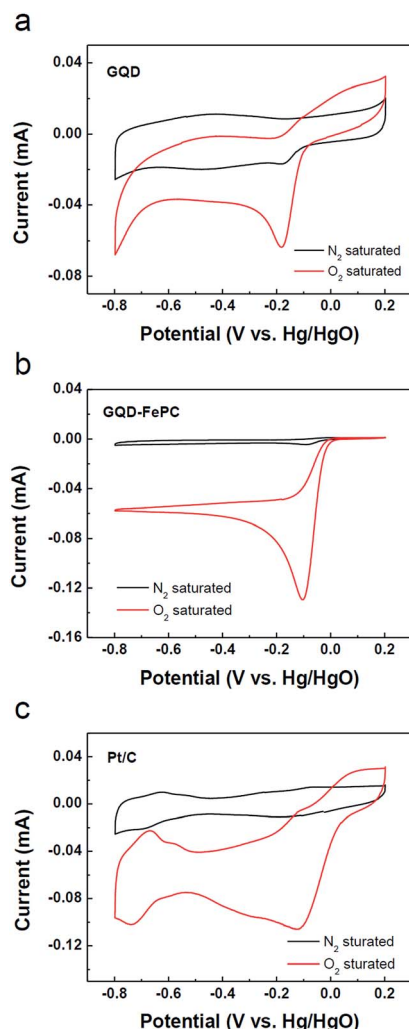 a
GQD
0.04
0.00
-0.04
-0.08
Current (mA)
N2 saturated
O2 saturated
-0.8 -0.6 -0.4 -0.2 0.0 0.2
Potential (V vs. Hg/HgO)
b
0.04
GQD-FePC
0.00
-0.04
-0.08
-0.12
-0.16
Current (mA)
N2 saturated
O2 saturated
-0.8 -0.6 -0.4 -0.2 0.0 0.2
Potential (V vs. Hg/HgO)
c
Pt/C
0.04
0.00
-0.04
-0.08
-0.12
Current (mA)
N2 sturated
O2 sturated
-0.8 -0.6 -0.4 -0.2 0.0 0.2
Potential (V vs. Hg/HgO)